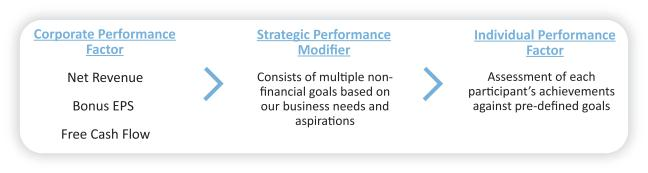 Corporate Performance
Factor
Net Revenue
Bonus EPS
Free Cash Flow
Strategic Performance
Modifier
Consists of multiple non-
financial goals based on
our business needs and
aspirations
Individual Performance
Factor
Assessment of each
participant's achievements
against pre-defined goals